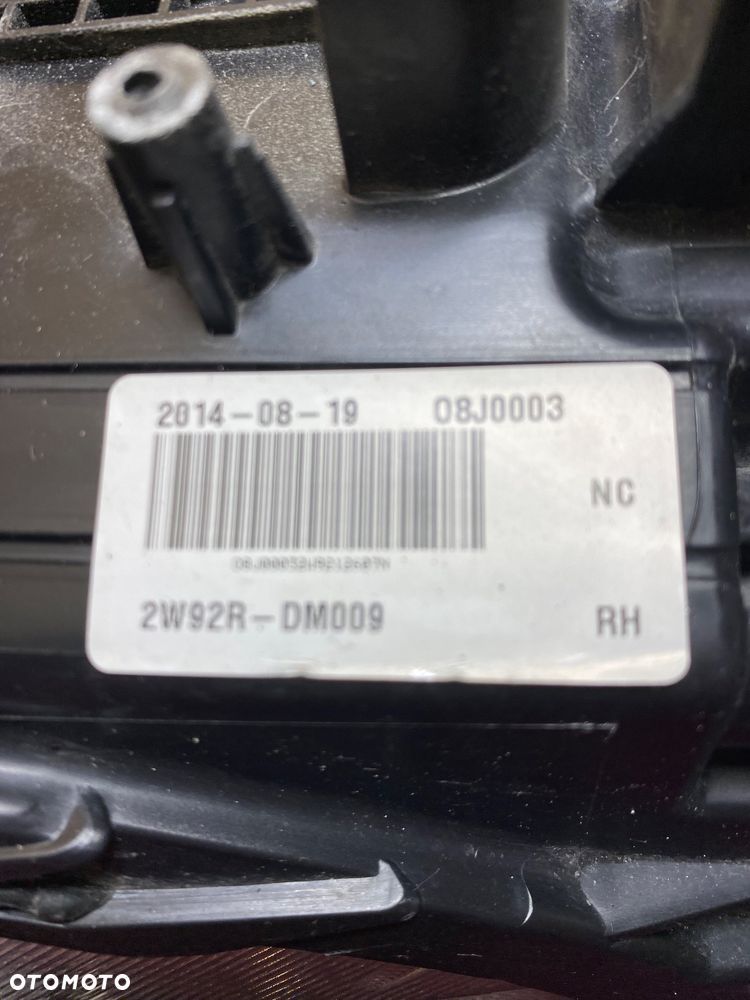 2014-08-19 08J0003
NC
2W92R-DM009 RH
OTOMOTO